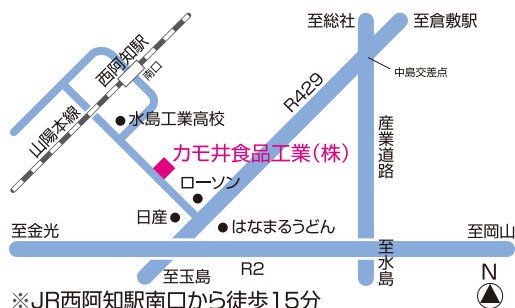 至総社
至倉敷駅
西阿知駅
南口
中島交差点
R429
山陽本線
水島工業高校
産業道路
カモ井食品工業(株)
ローソン
日産
はなまるうどん
至金光
至岡山
至水島
R2
至玉島
N
※JR西阿知駅南口から徒歩15分